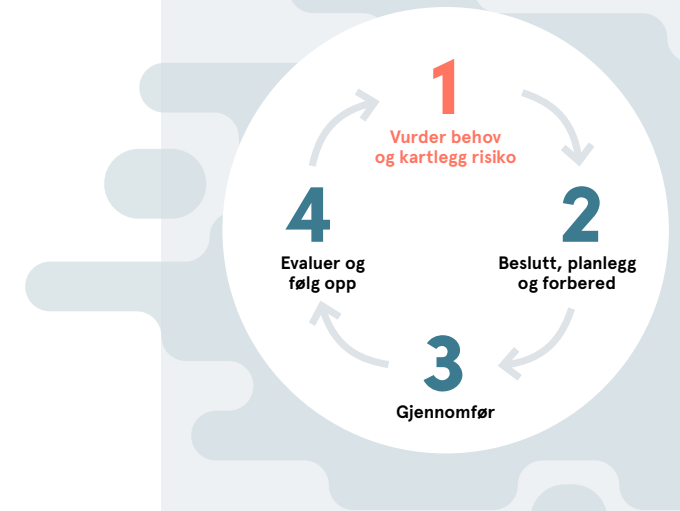 1
Vurder behov
og kartlegg risiko
2
Beslutt, planlegg
og forbered
3
Gjennomfør
4
Evaluer og
følg opp